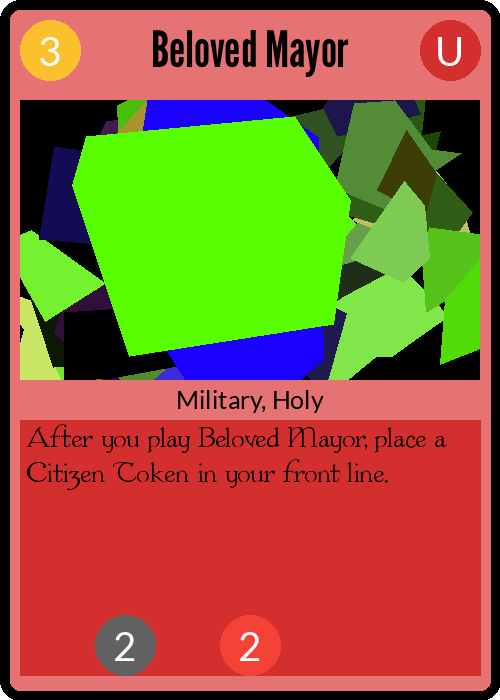 3
Beloved Mayor
U
Military, Holy
After you play Beloved Mayor, place a
Citizen Token in your front line.
2
2